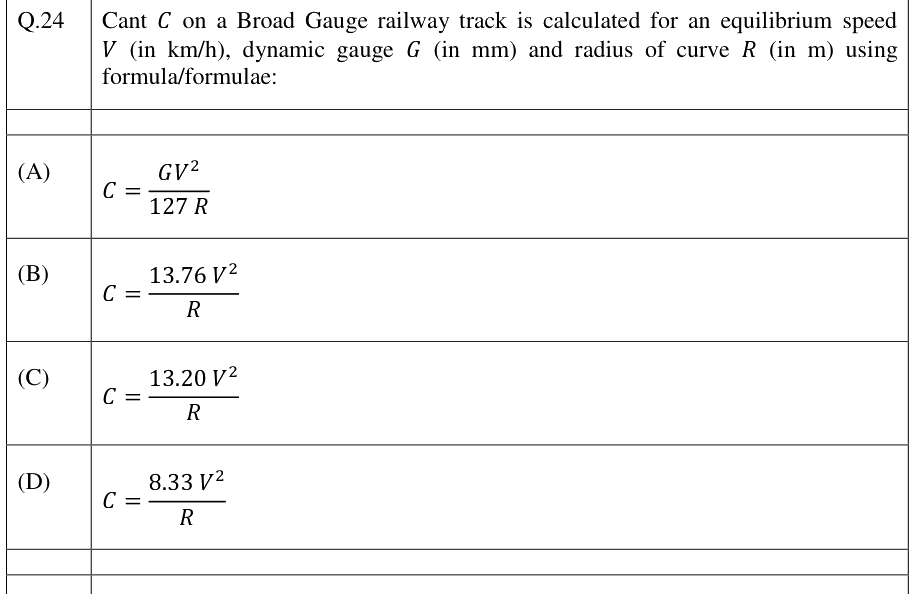 Q.24 Cant C on a Broad Gauge railway track is calculated for an equilibrium speed
V (in km/h), dynamic gauge G (in mm) and radius of curve R (in m) using
formula/formulae:
(A) C = GV² / 127 R
(B) C = 13.76 V² / R
(C) C = 13.20 V² / R
(D) C = 8.33 V² / R